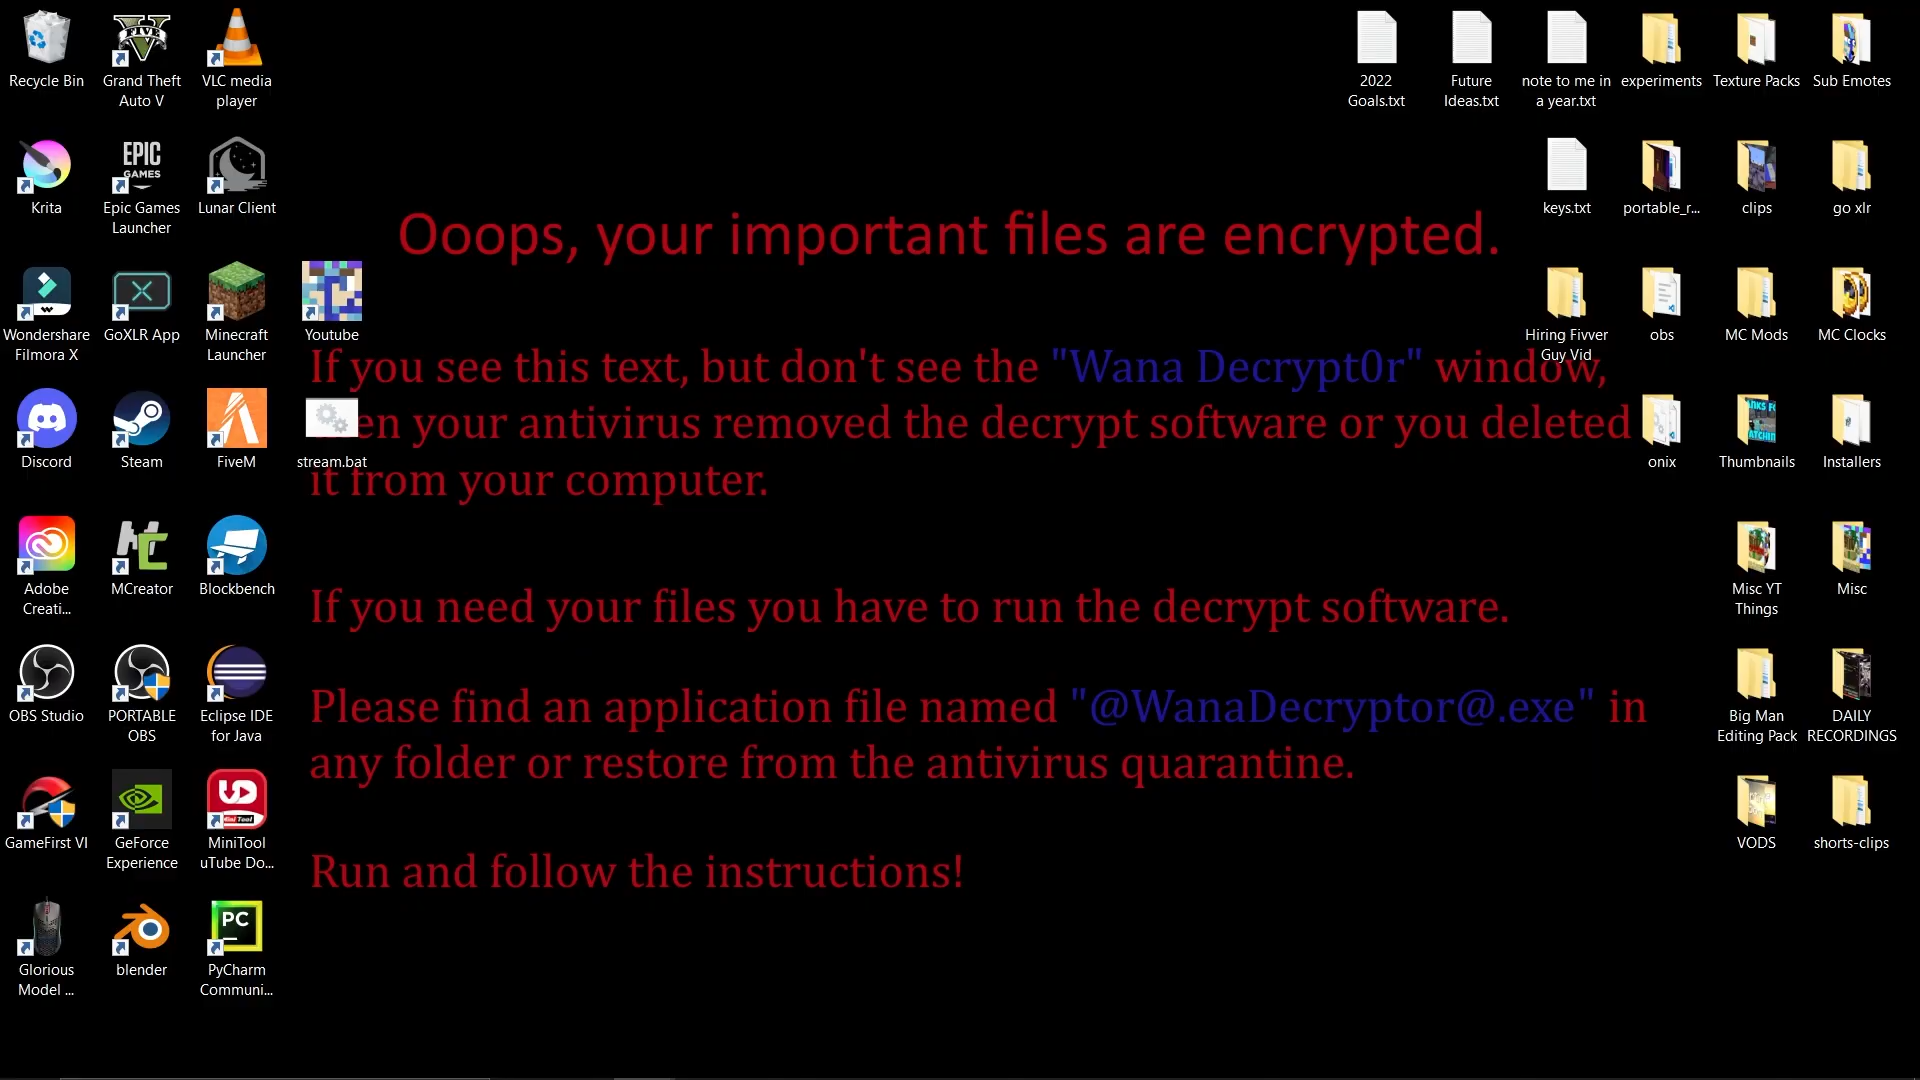 Recycle Bin
Grand Theft
Auto V
VLC media
player
2022
Goals.txt
Future
Ideas.txt
note to me in
a year.txt
experiments
Texture Packs
Sub Emotes
Krita
EPIC
GAMES
Epic Games
Launcher
Lunar Client
keys.txt
portable_r...
clips
go xlr
Ooops, your important files are encrypted.
Wondershare
Filmora X
GoXLR App
Minecraft
Launcher
Youtube
Hiring Fivver
Guy Vid
obs
MC Mods
MC Clocks
If you see this text, but don't see the "Wana Decrypt0r" window,
en your antivirus removed the decrypt software or you deleted
it from your computer.
Discord
Steam
FiveM
stream.bat
onix
Thumbnails
Installers
Adobe
Creati...
MCreator
Blockbench
Misc YT
Things
Misc
If you need your files you have to run the decrypt software.
OBS Studio
PORTABLE
OBS
Eclipse IDE
for Java
Big Man
Editing Pack
DAILY
RECORDINGS
Please find an application file named "@WanaDecryptor@.exe" in
any folder or restore from the antivirus quarantine.
GameFirst VI
GeForce
Experience
MiniTool
uTube Do...
VODS
shorts-clips
Run and follow the instructions!
Glorious
Model ...
blender
PC
PyCharm
Communi...